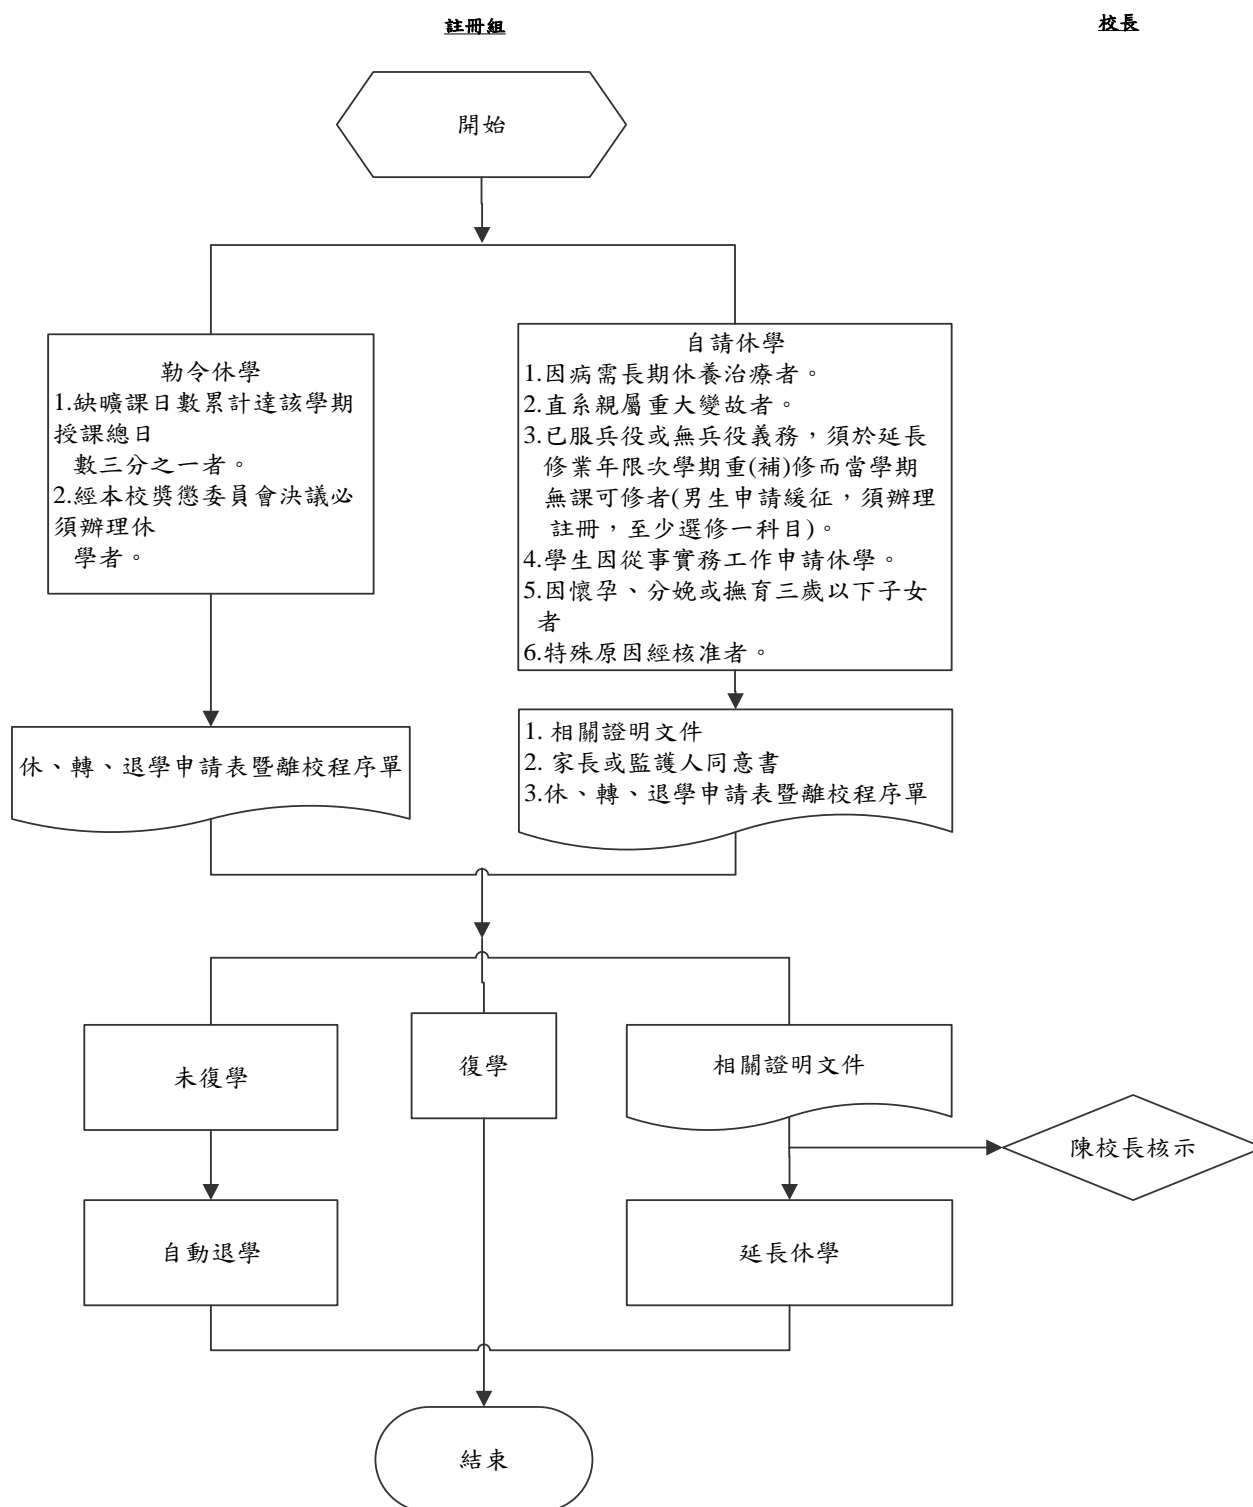 註冊組
校長
開始
勒令休學
1.缺曠課日數累計達該學期
授課總日
數三分之一者。
2.經本校獎懲委員會決議必
須辦理休
學者。
自請休學
1.因病需長期休養治療者。
2.直系親屬重大變故者。
3.已服兵役或無兵役義務，須於延長
修業年限次學期重(補)修而當學期
無課可修者(男生申請緩征，須辦理
註冊，至少選修一科目)。
4.學生因從事實務工作申請休學。
5.因懷孕、分娩或撫育三歲以下子女
者
6.特殊原因經核准者。
休、轉、退學申請表暨離校程序單
1. 相關證明文件
2. 家長或監護人同意書
3.休、轉、退學申請表暨離校程序單
未復學
復學
相關證明文件
陳校長核示
自動退學
延長休學
結束